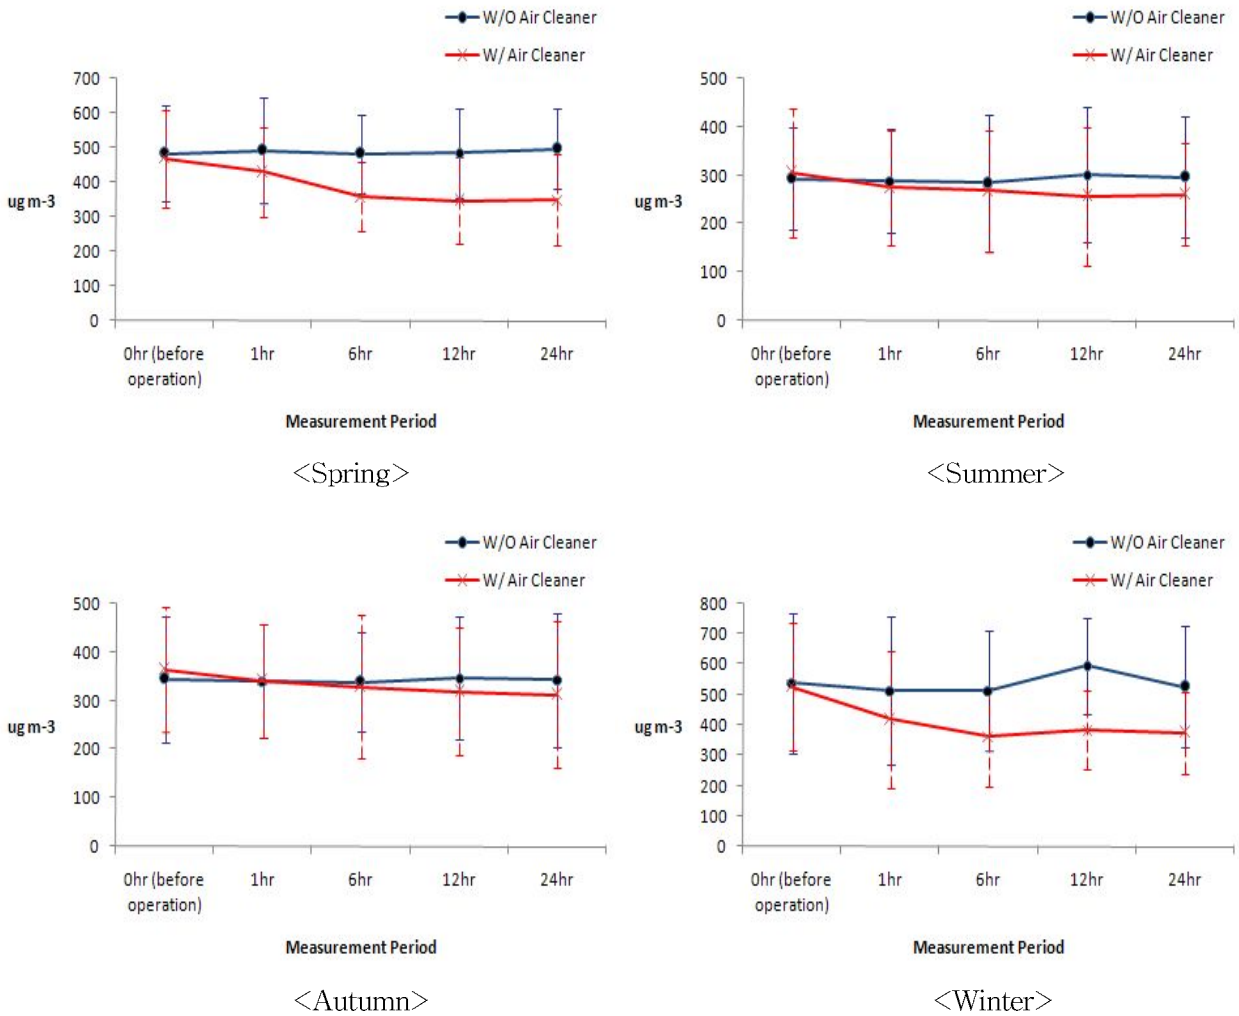 W/O Air Cleaner
W/ Air Cleaner
700
600
500
400
300
200
100
0
ug m-3
0hr (before
operation)
1hr
6hr
12hr
24hr
Measurement Period
<Spring>
W/O Air Cleaner
W/ Air Cleaner
500
400
300
200
100
0
ug m-3
0hr (before
operation)
1hr
6hr
12hr
24hr
Measurement Period
<Summer>
W/O Air Cleaner
W/ Air Cleaner
500
400
300
200
100
0
ug m-3
0hr (before
operation)
1hr
6hr
12hr
24hr
Measurement Period
<Autumn>
W/O Air Cleaner
W/ Air Cleaner
800
700
600
500
400
300
200
100
0
ug m-3
0hr (before
operation)
1hr
6hr
12hr
24hr
Measurement Period
<Winter>